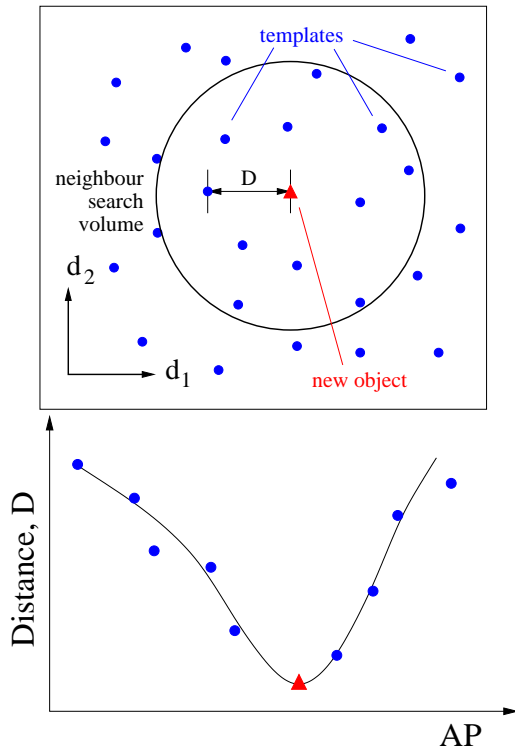 templates
neighbour
search
volume
D
d2
d1
new object
Distance, D
AP